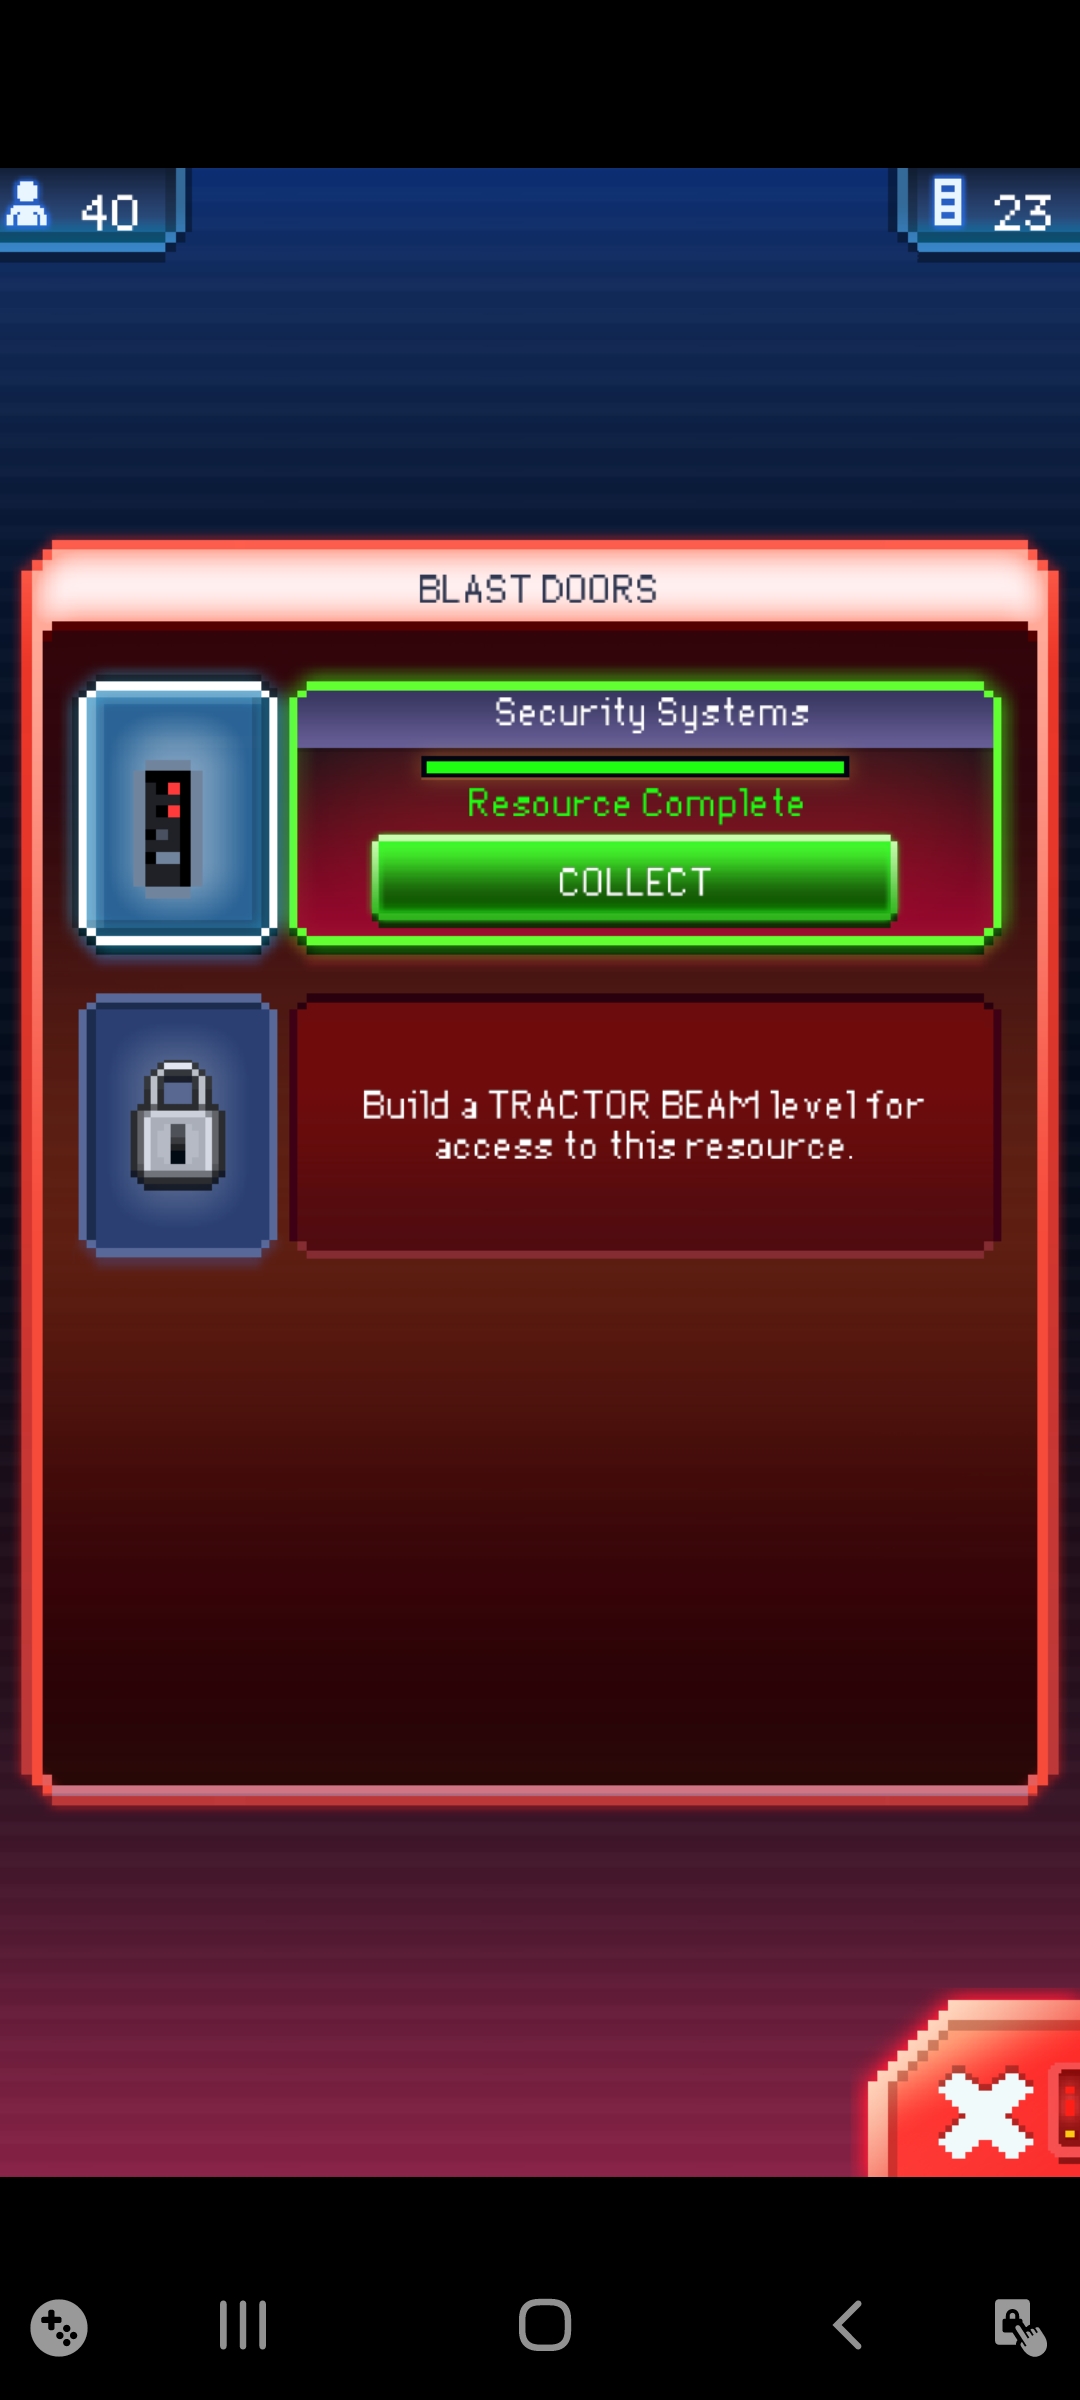 40
23
BLAST DOORS
Security Systems
Resource Complete
COLLECT
Build a TRACTOR BEAM level for
access to this resource.